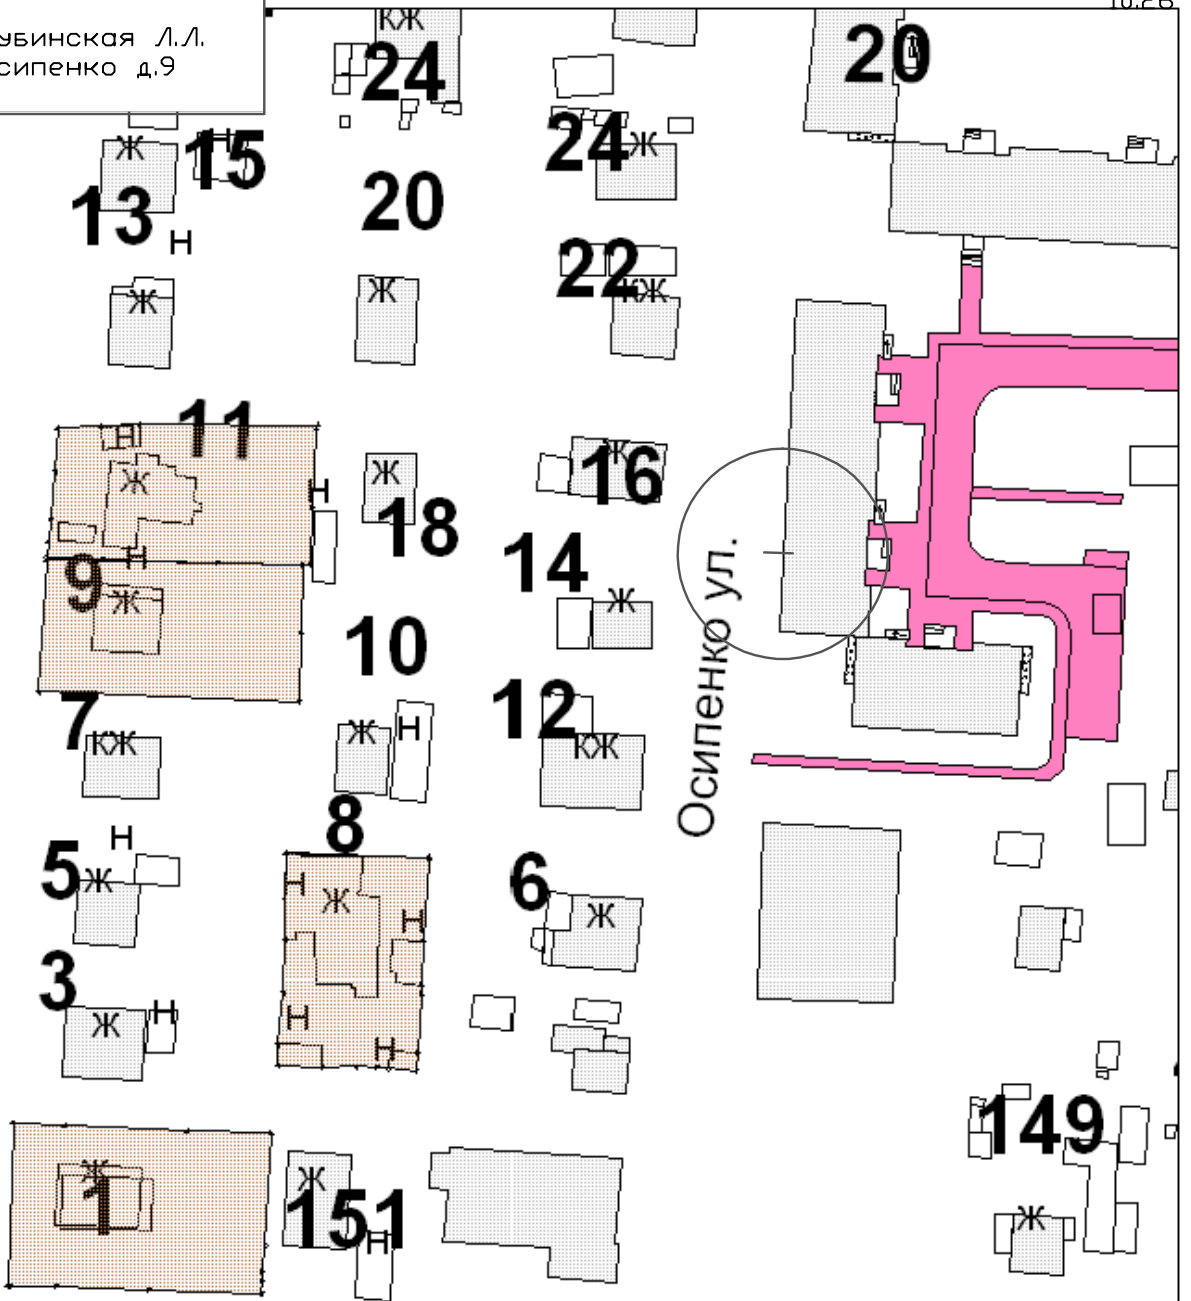 убинская Л.Л.
сипенко д.9
КЖ
24
20
Ж
15
Н
24
Ж
13
Н
20
22
КЖ
Ж
Ж
11
Н
Ж
Н
Ж
16
Ж
18
14
Н
9
Ж
Ж
10
Осипенко ул.
7
КЖ
Ж
Н
12
КЖ
8
Н
5
Ж
Н
Ж
Н
6
Ж
3
Ж
Н
Н
Н
149
Ж
1
Ж
151
Н
Ж